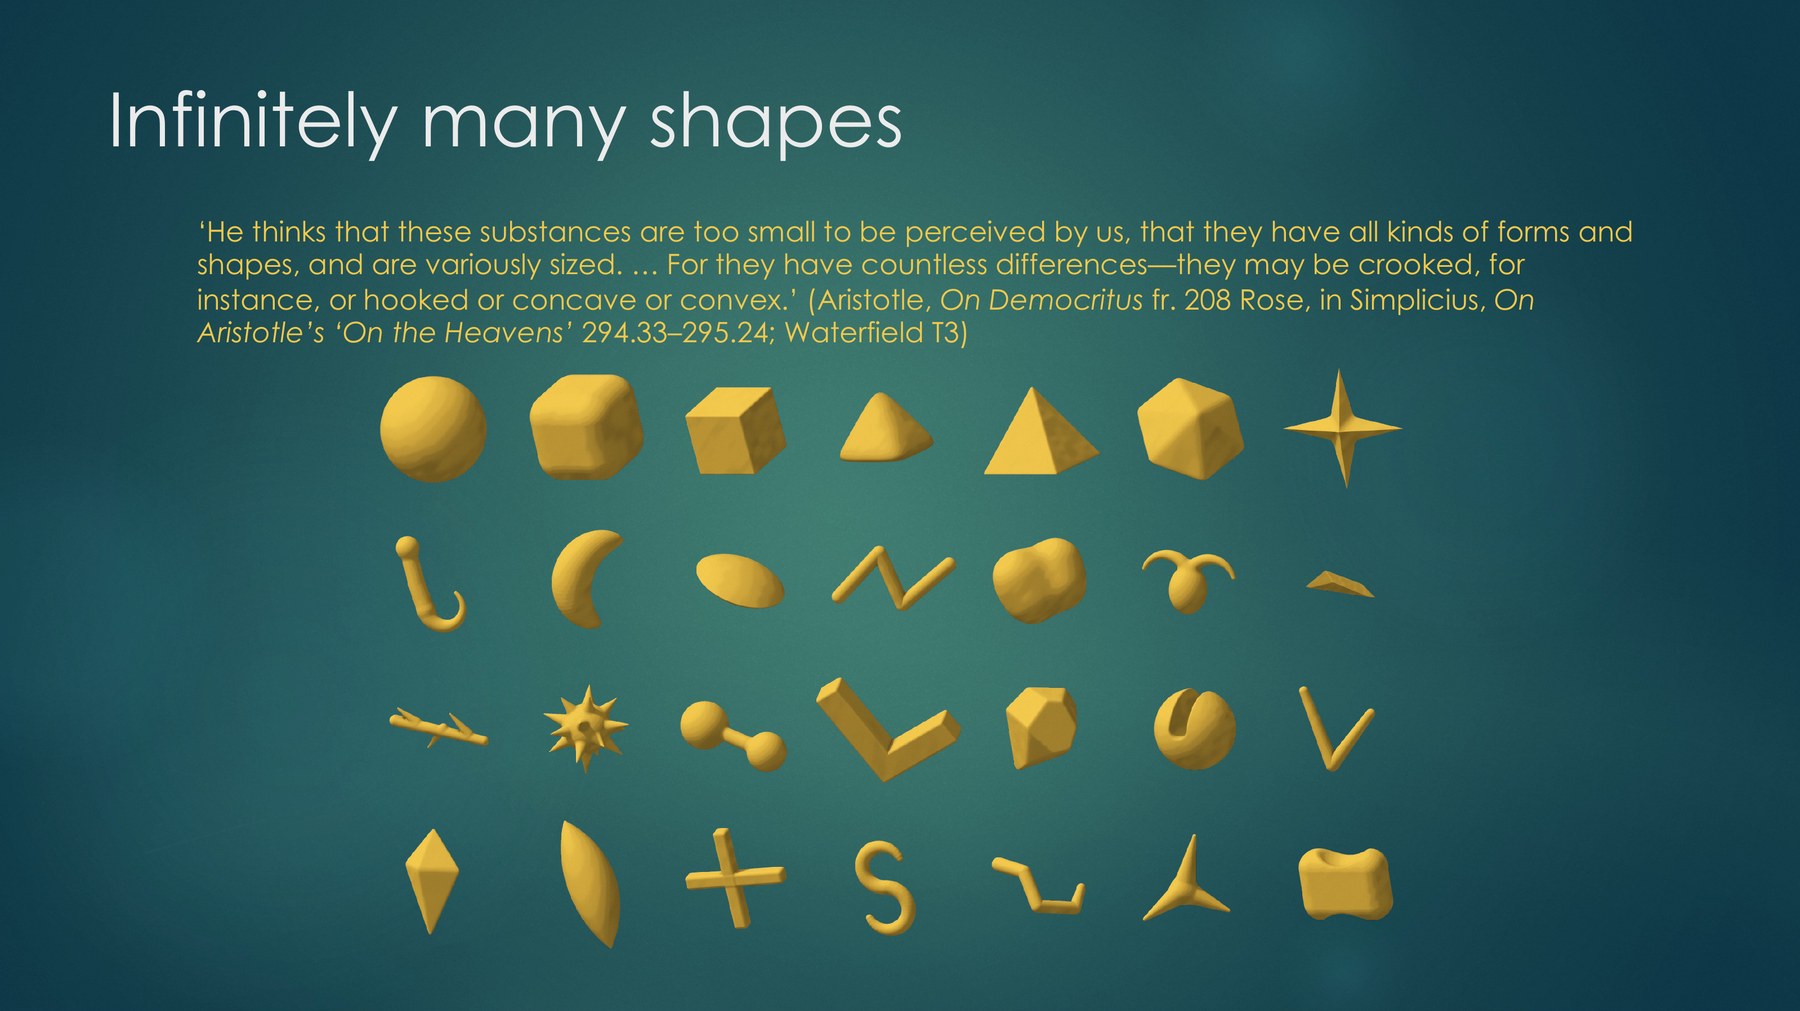 Infinitely many shapes
‘He thinks that these substances are too small to be perceived by us, that they have all kinds of forms and
shapes, and are variously sized. … For they have countless differences—they may be crooked, for
instance, or hooked or concave or convex.’ (Aristotle, On Democritus fr. 208 Rose, in Simplicius, On
Aristotle’s ‘On the Heavens’ 294.33–295.24; Waterfield T3)